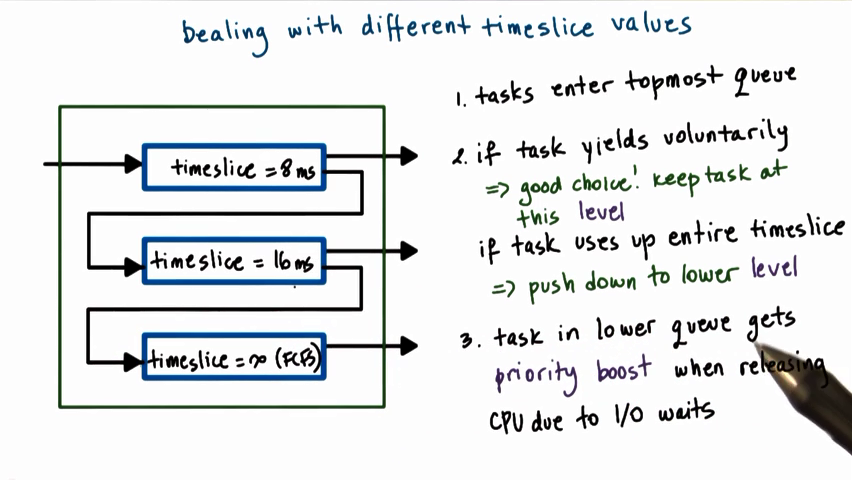 dealing with different timeslice values
timeslice = 8 ms
timeslice = 16 ms
timeslice = ∞ (FCFS)
1. tasks enter topmost queue
2. if task yields voluntarily
=> good choice! keep task at
this level
if task uses up entire timeslice
=> push down to lower level
3. task in lower queue gets
priority boost when releasing
CPU due to I/O waits